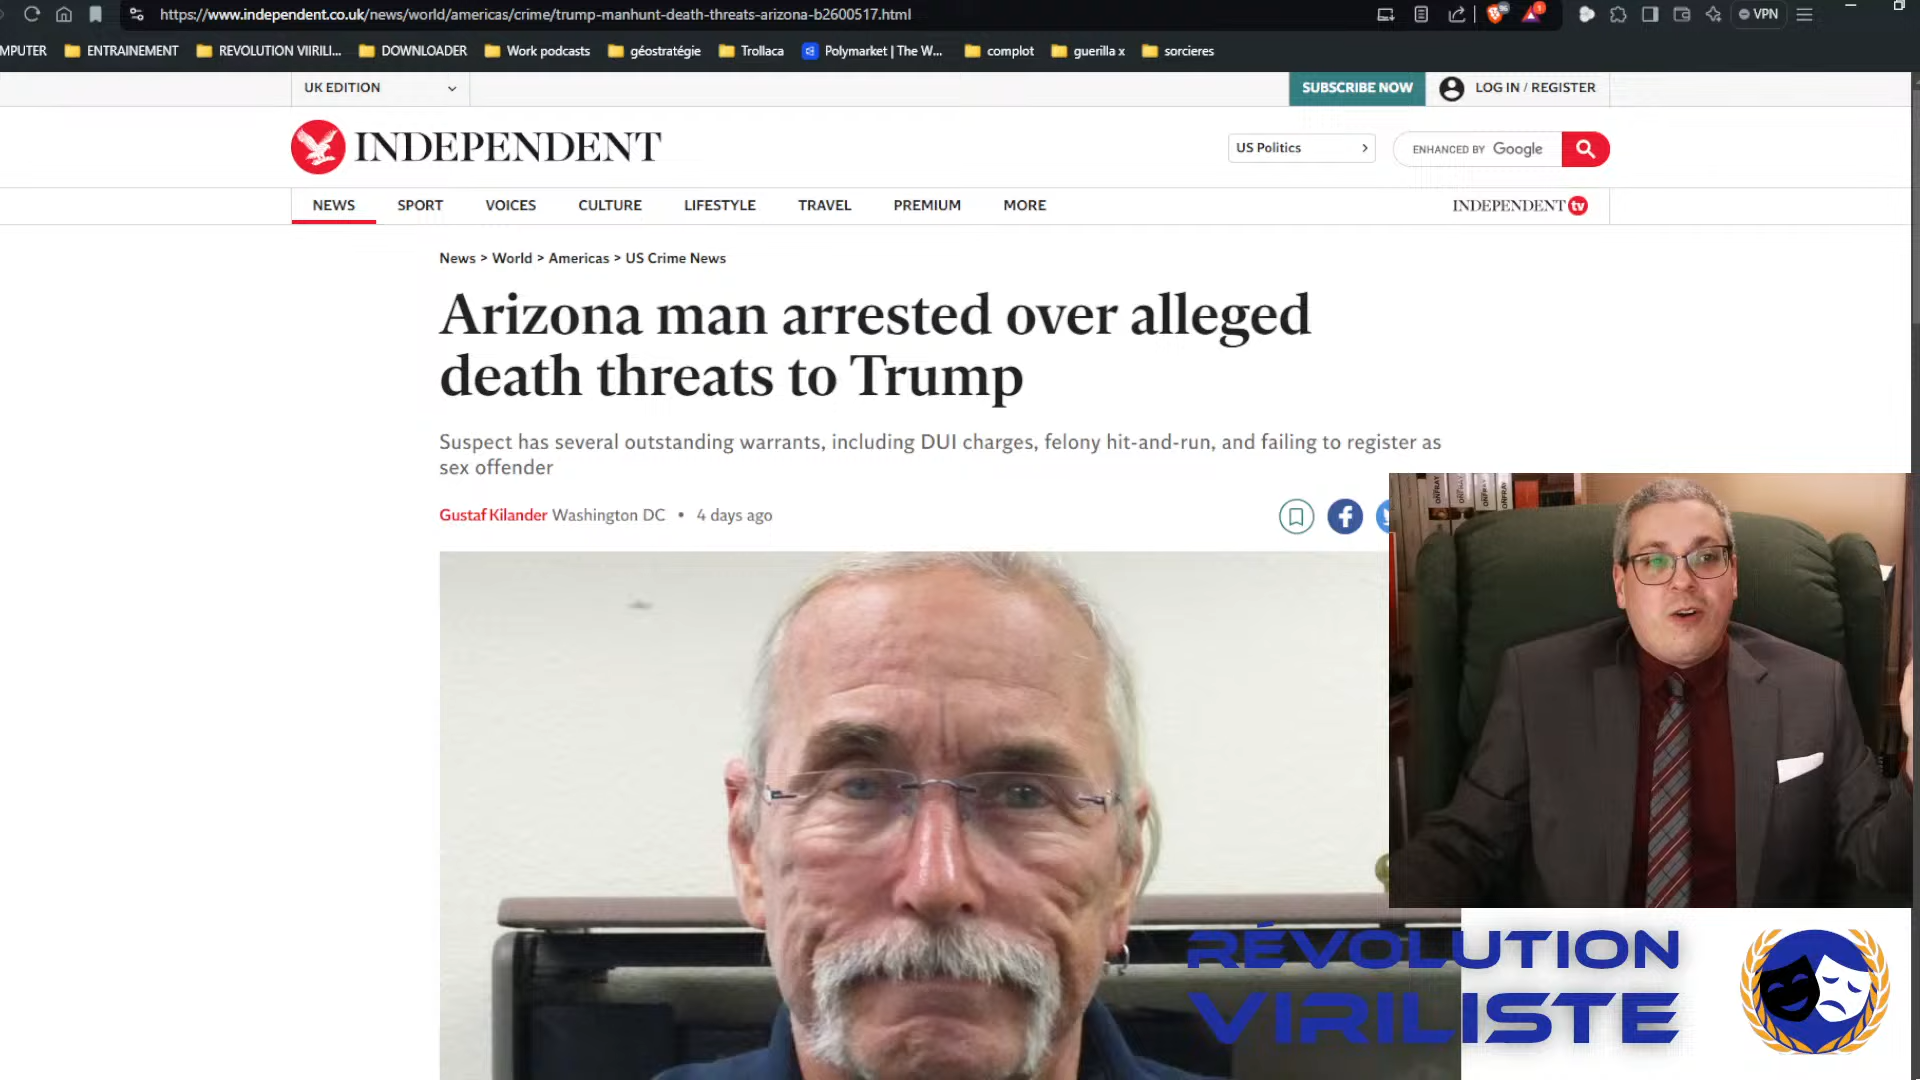 https://www.independent.co.uk/news/world/americas/crime/trump-manhunt-death-threats-arizona-b2600517.html
VPN
MPUTER
ENTRAINEMENT
REVOLUTION VIIRILI...
DOWNLOADER
Work podcasts
géostratégie
Trollaca
Polymarket | The W...
complot
guerilla x
sorcieres
UK EDITION
SUBSCRIBE NOW
LOG IN / REGISTER
INDEPENDENT
US Politics
ENHANCED BY Google
NEWS
SPORT
VOICES
CULTURE
LIFESTYLE
TRAVEL
PREMIUM
MORE
INDEPENDENT tv
News > World > Americas > US Crime News
Arizona man arrested over alleged
death threats to Trump
Suspect has several outstanding warrants, including DUI charges, felony hit-and-run, and failing to register as
sex offender
Gustaf Kilander Washington DC • 4 days ago
ONFRAY
ONFRAY
ONFRAY
RÉVOLUTION
VIRILISTE